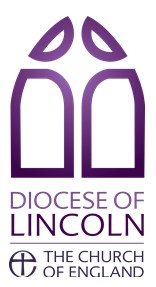 DIOCESE OF
LINCOLN
THE CHURCH
OF ENGLAND